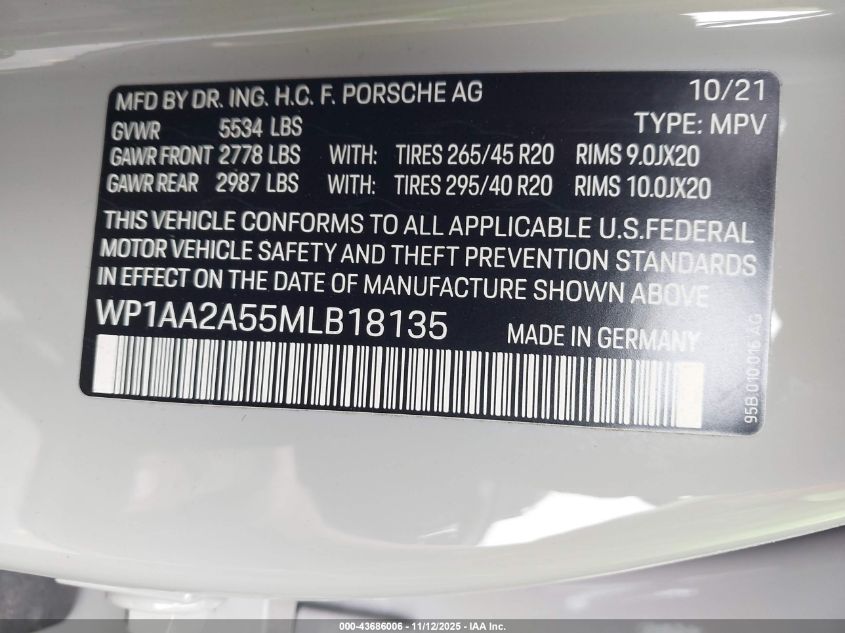 MFD BY DR. ING. H.C. F. PORSCHE AG 10/21
GVWR 5534 LBS TYPE: MPV
GAWR FRONT 2778 LBS WITH: TIRES 265/45 R20 RIMS 9.0JX20
GAWR REAR 2987 LBS WITH: TIRES 295/40 R20 RIMS 10.0JX20
THIS VEHICLE CONFORMS TO ALL APPLICABLE U.S.FEDERAL
MOTOR VEHICLE SAFETY AND THEFT PREVENTION STANDARDS
IN EFFECT ON THE DATE OF MANUFACTURE SHOWN ABOVE
WP1AA2A55MLB18135 MADE IN GERMANY
95B.010.016 AG
000-43686006 - 11/12/2025 - IAA Inc.